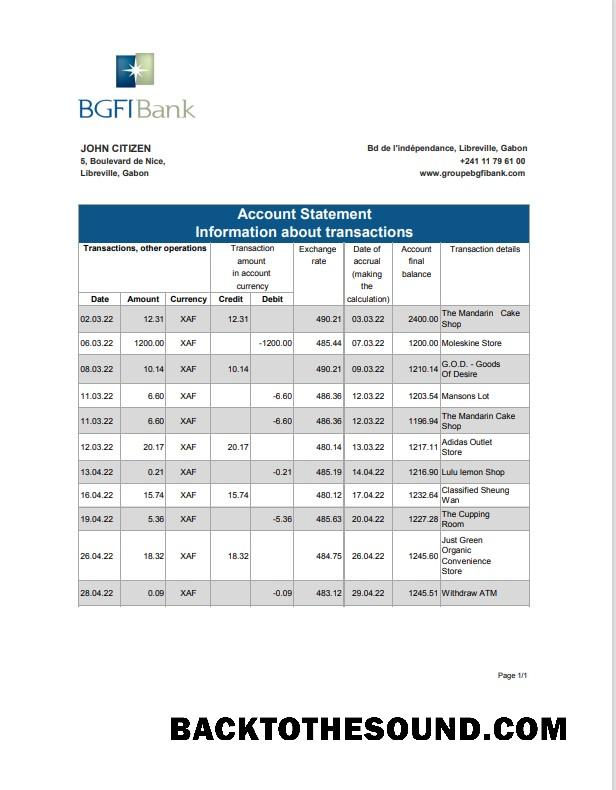 BGFIBank
JOHN CITIZEN
5, Boulevard de Nice,
Libreville, Gabon
Bd de l'indépendance, Libreville, Gabon
+241 11 79 61 00
www.groupebgfibank.com
Account Statement
Information about transactions
Transactions, other operations
Transaction
amount
in account
currency
Exchange
rate
Date of
accrual
(making
the
calculation)
Account
final
balance
Transaction details
Date Amount Currency Credit Debit
02.03.22 12.31 XAF 12.31 490.21 03.03.22 2400.00 The Mandarin Cake
Shop
06.03.22 1200.00 XAF -1200.00 485.44 07.03.22 1200.00 Moleskine Store
08.03.22 10.14 XAF 10.14 490.21 09.03.22 1210.14 G.O.D. - Goods
Of Desire
11.03.22 6.60 XAF -6.60 486.36 12.03.22 1203.54 Mansons Lot
11.03.22 6.60 XAF -6.60 486.36 12.03.22 1196.94 The Mandarin Cake
Shop
12.03.22 20.17 XAF 20.17 480.14 13.03.22 1217.11 Adidas Outlet
Store
13.04.22 0.21 XAF -0.21 485.19 14.04.22 1216.90 Lulu lemon Shop
16.04.22 15.74 XAF 15.74 480.12 17.04.22 1232.64 Classified Sheung
Wan
19.04.22 5.36 XAF -5.36 485.63 20.04.22 1227.28 The Cupping
Room
26.04.22 18.32 XAF 18.32 484.75 26.04.22 1245.60 Just Green
Organic
Convenience
Store
28.04.22 0.09 XAF -0.09 483.12 29.04.22 1245.51 Withdraw ATM
Page 1/1
BACKTOTHESOUND.COM